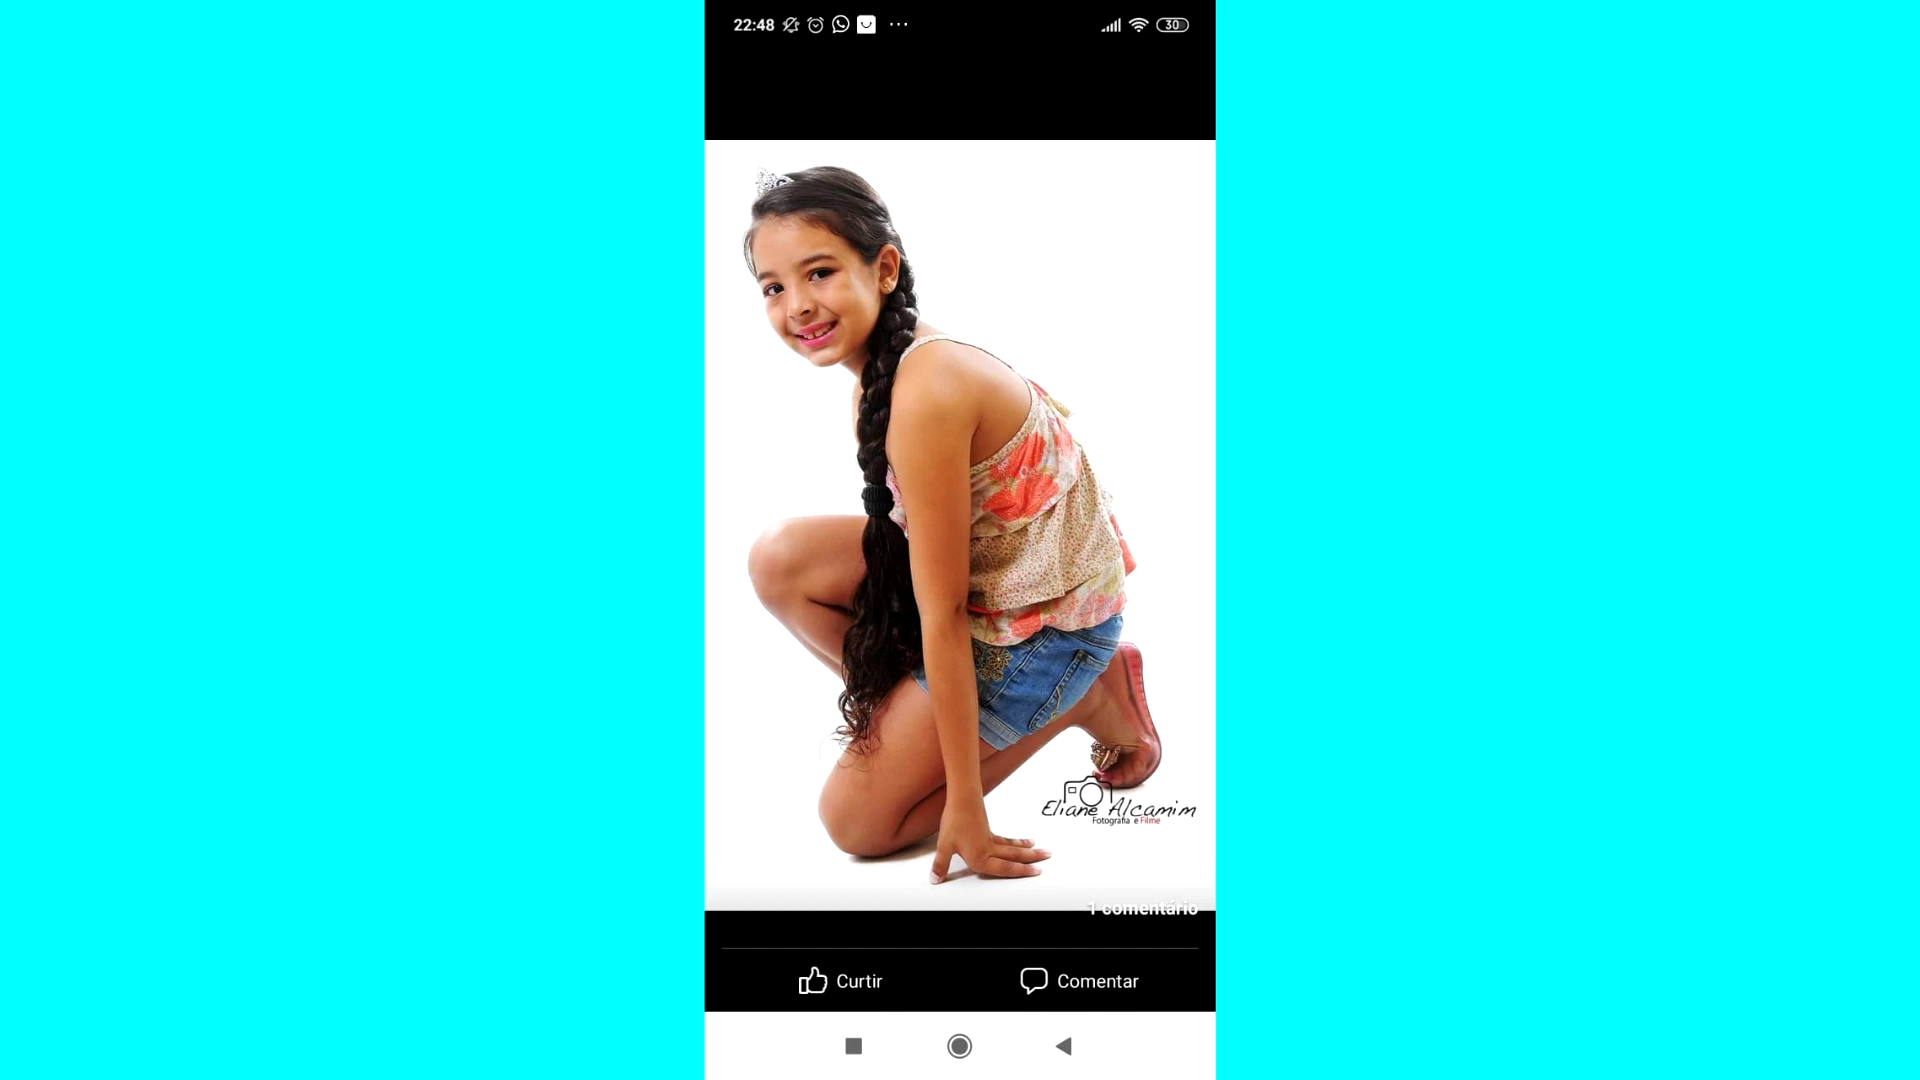 22:48
30
Eliane Alcamim
Fotografia e Filme
1 comentário
Curtir
Comentar